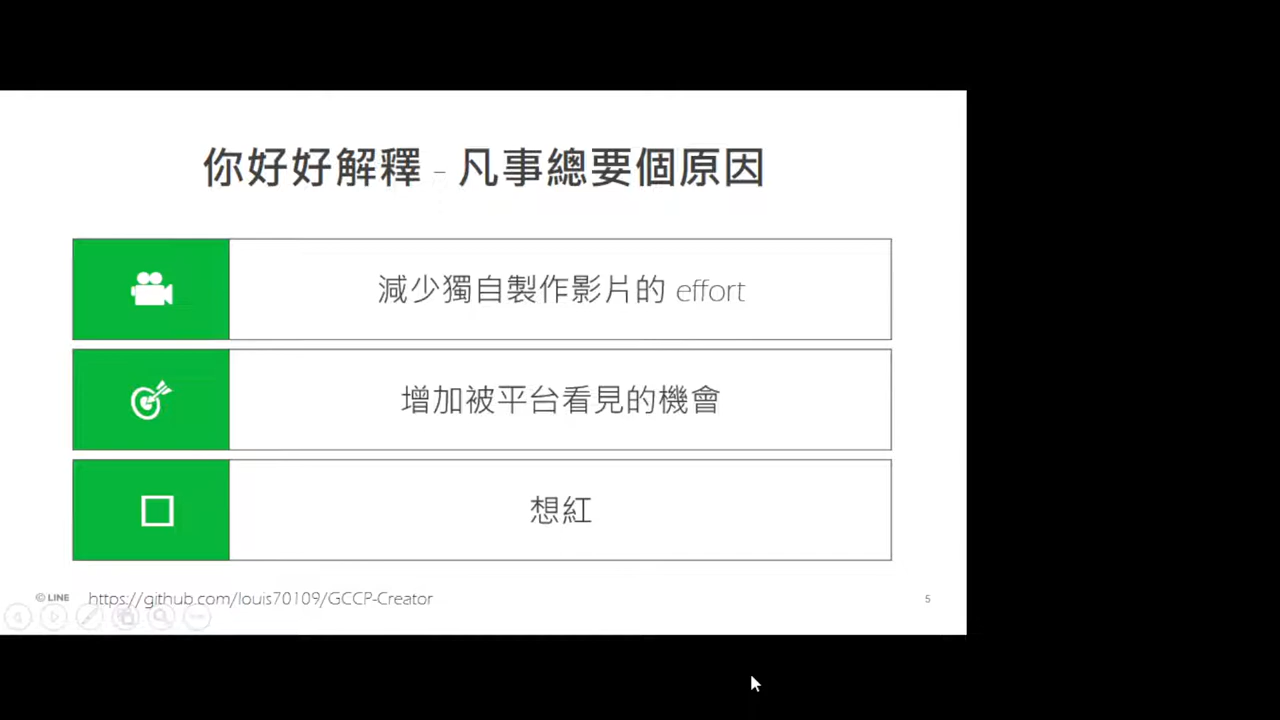 你好好解釋 – 凡事總要個原因
減少獨自製作影片的 effort
增加被平台看見的機會
想紅
© LINE
https://github.com/louis70109/GCCP-Creator
5